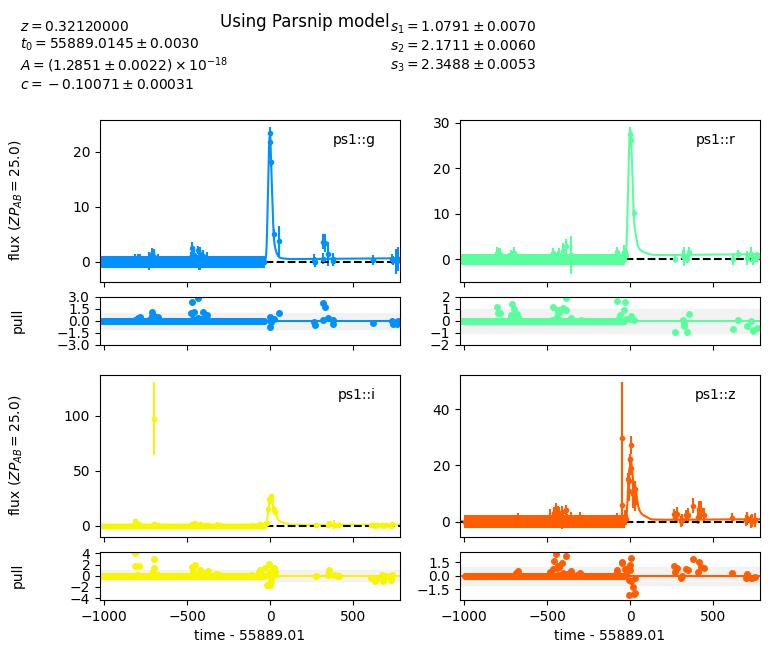 Using Parsnip model
z = 0.32120000
t₀ = 55889.0145 ± 0.0030
A = (1.2851 ± 0.0022) × 10⁻¹⁸
c = −0.10071 ± 0.00031
s₁ = 1.0791 ± 0.0070
s₂ = 2.1711 ± 0.0060
s₃ = 2.3488 ± 0.0053
flux (ZP_AB = 25.0)
20
10
0
ps1::g
30
20
10
0
ps1::r
pull
3.0
1.5
0.0
−1.5
−3.0
2
1
0
−1
−2
flux (ZP_AB = 25.0)
100
50
0
ps1::i
40
20
0
ps1::z
pull
4
2
0
−2
−4
1.5
0.0
−1.5
−1000 −500 0 500
−1000 −500 0 500
time - 55889.01
time - 55889.01